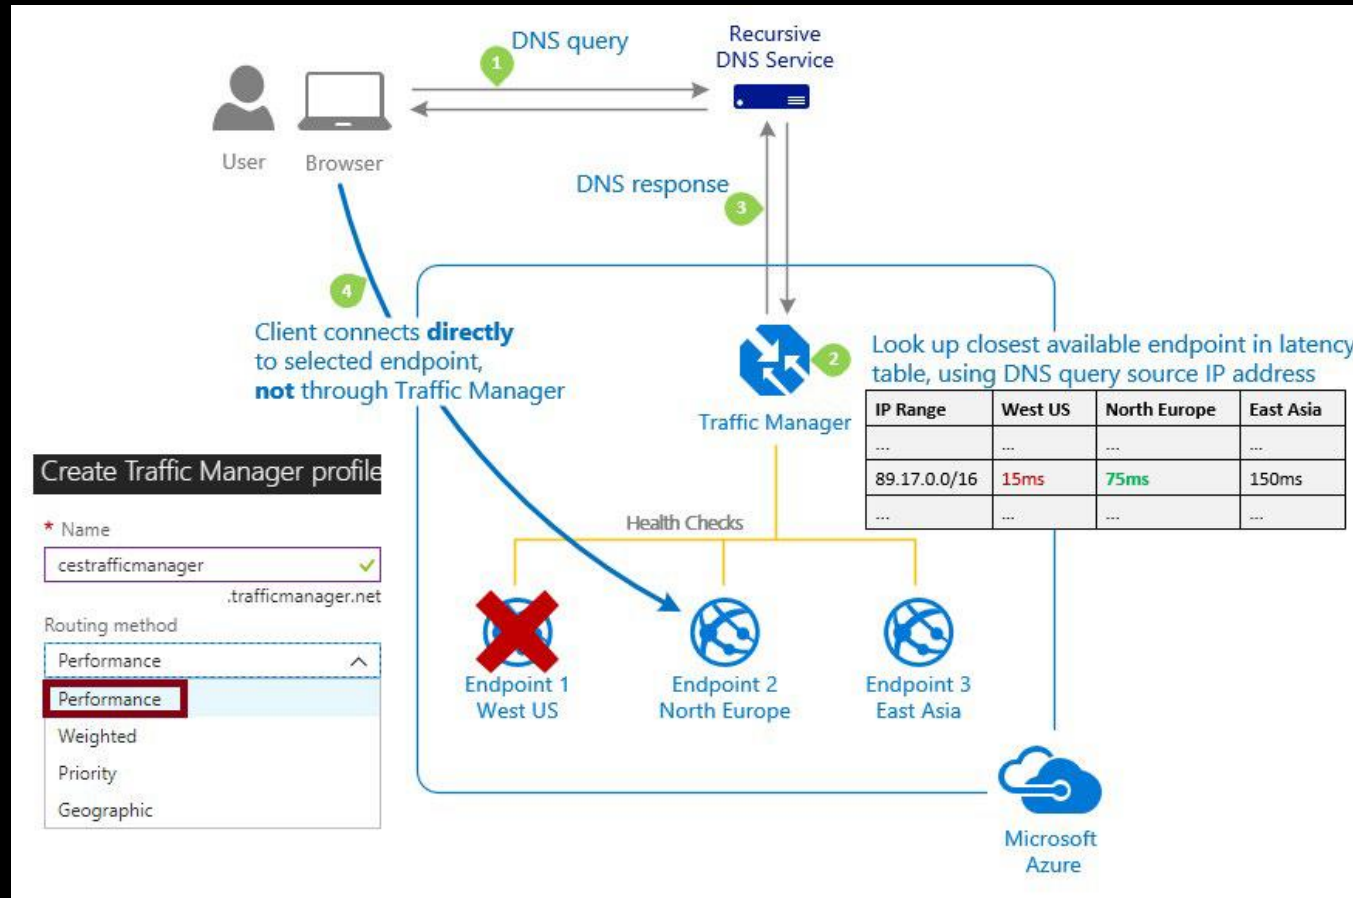 DNS query
1
Recursive
DNS Service
User
Browser
DNS response
3
4
Client connects directly
to selected endpoint,
not through Traffic Manager
2
Look up closest available endpoint in latency
table, using DNS query source IP address
Traffic Manager
IP Range West US North Europe East Asia
... ... ... ...
89.17.0.0/16 15ms 75ms 150ms
... ... ... ...
Health Checks
Endpoint 1
West US
Endpoint 2
North Europe
Endpoint 3
East Asia
Microsoft
Azure
Create Traffic Manager profile
* Name
cestrafficmanager
.trafficmanager.net
Routing method
Performance
Performance
Weighted
Priority
Geographic